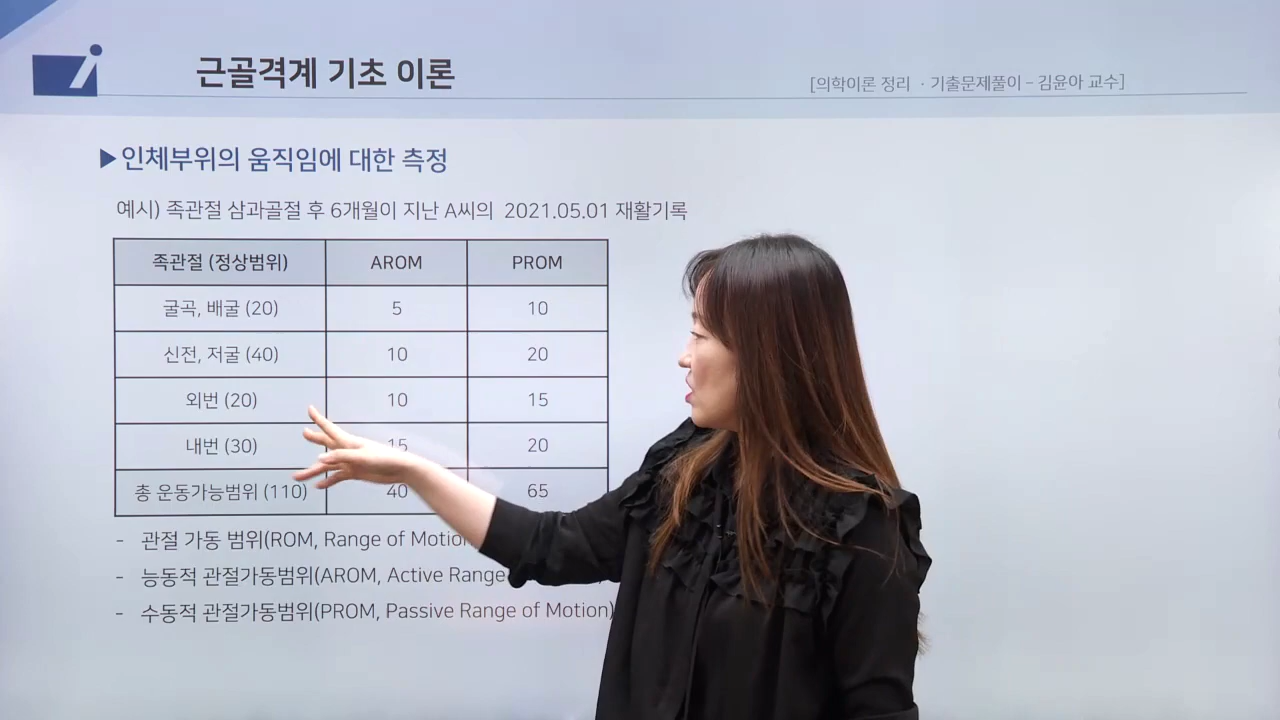 근골격계 기초 이론
[의학이론 정리 · 기출문제풀이 – 김윤아 교수]
▶인체부위의 움직임에 대한 측정
예시) 족관절 삼과골절 후 6개월이 지난 A씨의 2021.05.01 재활기록
족관절 (정상범위) AROM PROM
굴곡, 배굴 (20) 5 10
신전, 저굴 (40) 10 20
외번 (20) 10 15
내번 (30) 15 20
총 운동가능범위 (110) 40 65
- 관절 가동 범위(ROM, Range of Motion
- 능동적 관절가동범위(AROM, Active Range
- 수동적 관절가동범위(PROM, Passive Range of Motion)